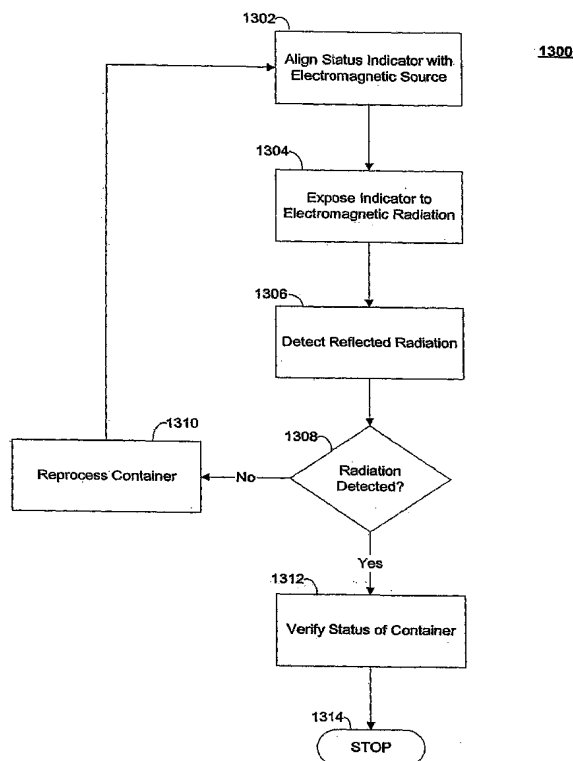 1302
Align Status Indicator with
Electromagnetic Source
1300
1304
Expose Indicator to
Electromagnetic Radiation
1306
Detect Reflected Radiation
1308
Radiation
Detected?
1310
Reprocess Container
No
Yes
1312
Verify Status of Container
1314
STOP